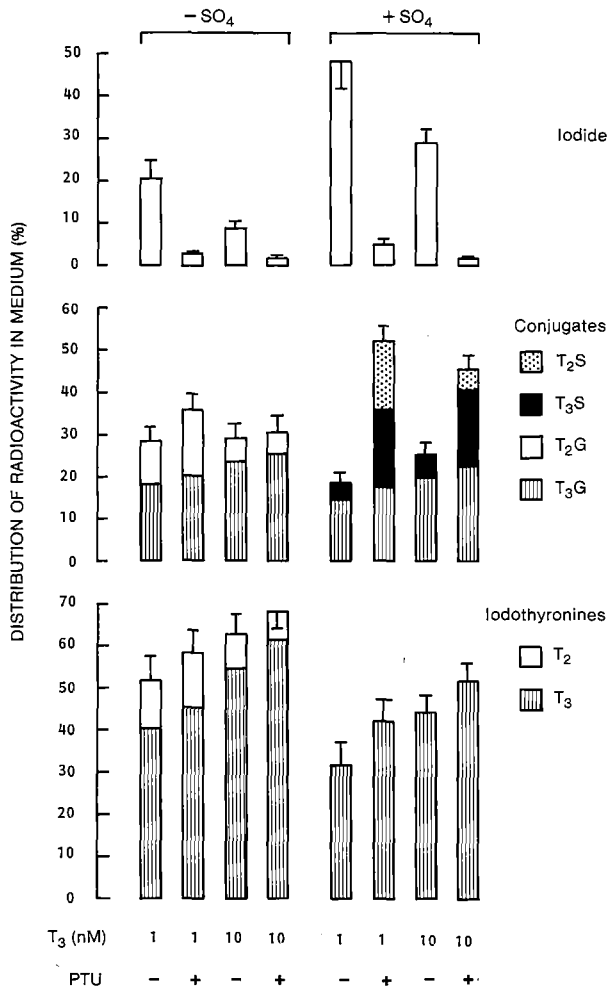 – SO4
+ SO4
50
40
30
20
10
0
Iodide
DISTRIBUTION OF RADIOACTIVITY IN MEDIUM (%)
60
50
40
30
20
10
0
Conjugates
T2S
T3S
T2G
T3G
70
60
50
40
30
20
10
0
Iodothyronines
T2
T3
T3 (nM) 1 1 10 10 1 1 10 10
PTU – + – + – + – +